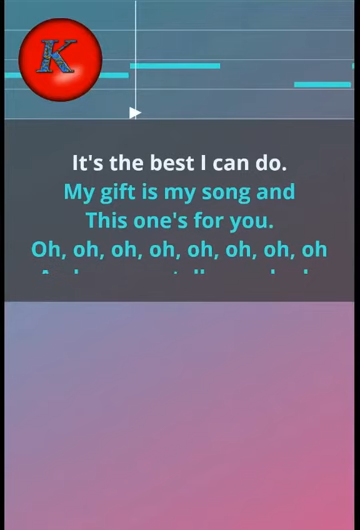 K
It's the best I can do.
My gift is my song and
This one's for you.
Oh, oh, oh, oh, oh, oh, oh, oh